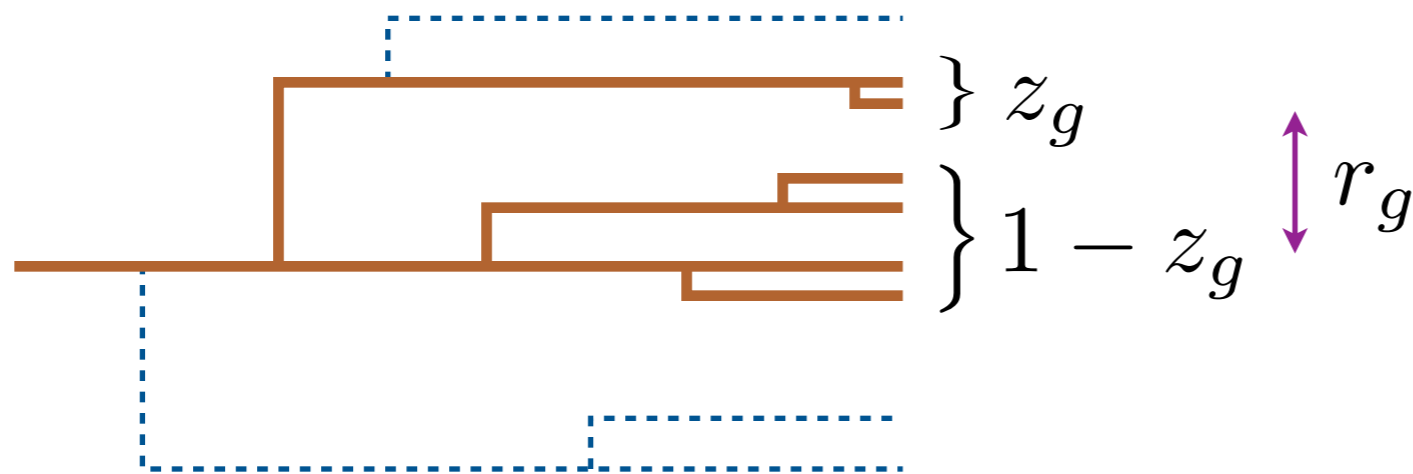 } z_g
} 1 − z_g
r_g